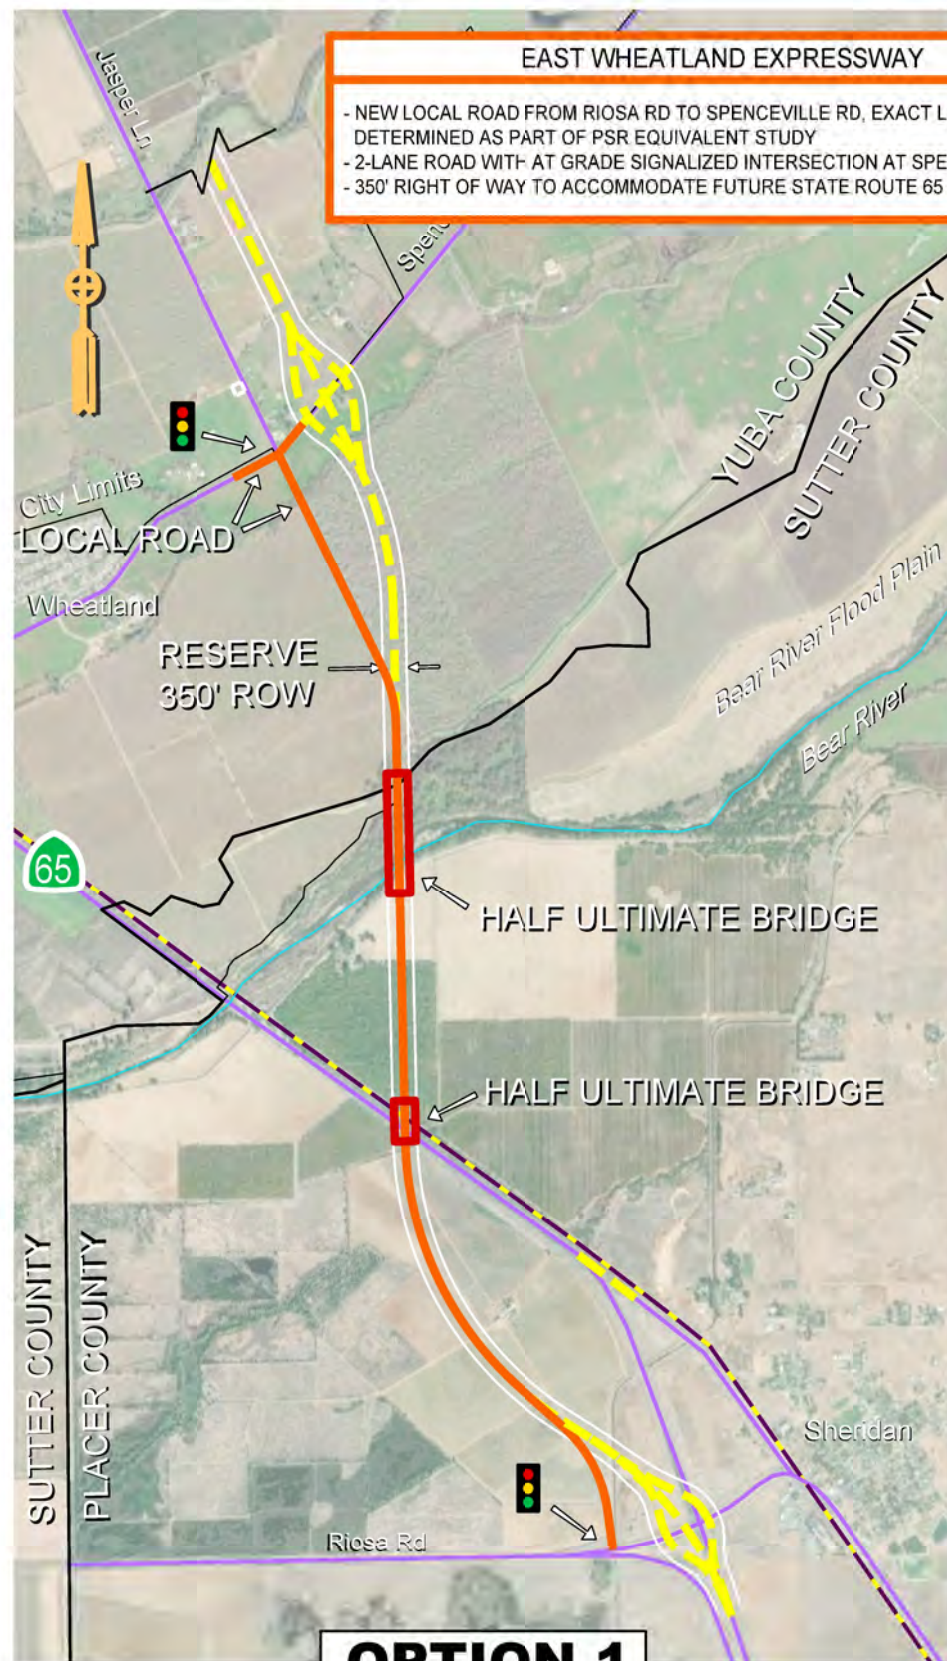 EAST WHEATLAND EXPRESSWAY
- NEW LOCAL ROAD FROM RIOSA RD TO SPENCEVILLE RD, EXACT L
DETERMINED AS PART OF PSR EQUIVALENT STUDY
- 2-LANE ROAD WITH AT GRADE SIGNALIZED INTERSECTION AT SPE
- 350' RIGHT OF WAY TO ACCOMMODATE FUTURE STATE ROUTE 65
Jasper Ln
Spenc
YUBA COUNTY
SUTTER COUNTY
City Limits
LOCAL ROAD
Wheatland
Bear River Flood Plain
RESERVE
350' ROW
Bear River
65
HALF ULTIMATE BRIDGE
HALF ULTIMATE BRIDGE
SUTTER COUNTY
PLACER COUNTY
Sheridan
Riosa Rd
OPTION 1